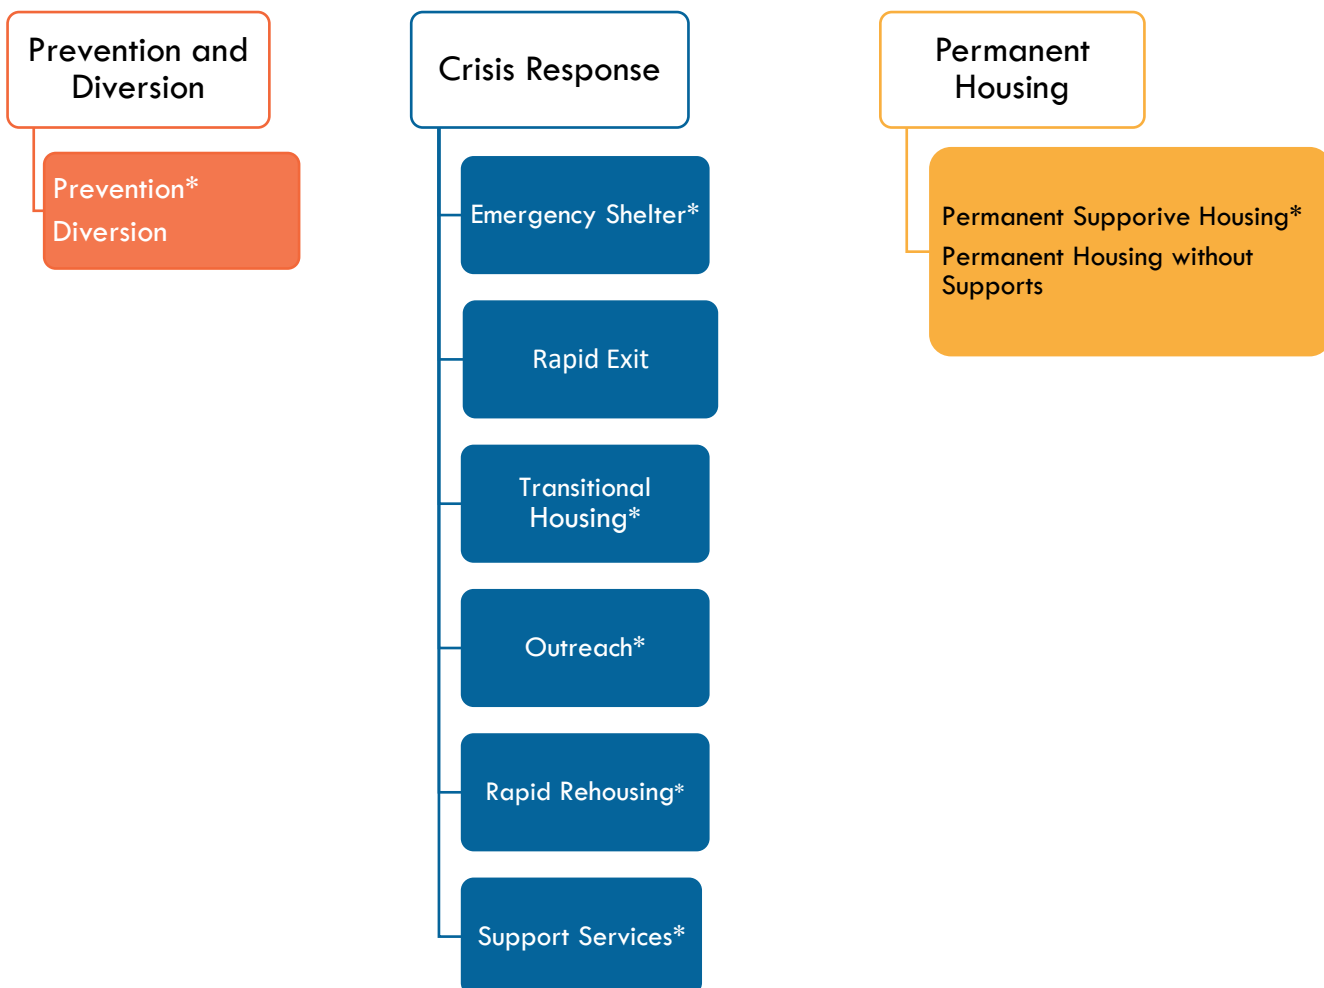 Prevention and
Diversion
Prevention*
Diversion
Crisis Response
Emergency Shelter*
Rapid Exit
Transitional
Housing*
Outreach*
Rapid Rehousing*
Support Services*
Permanent
Housing
Permanent Supporive Housing*
Permanent Housing without
Supports